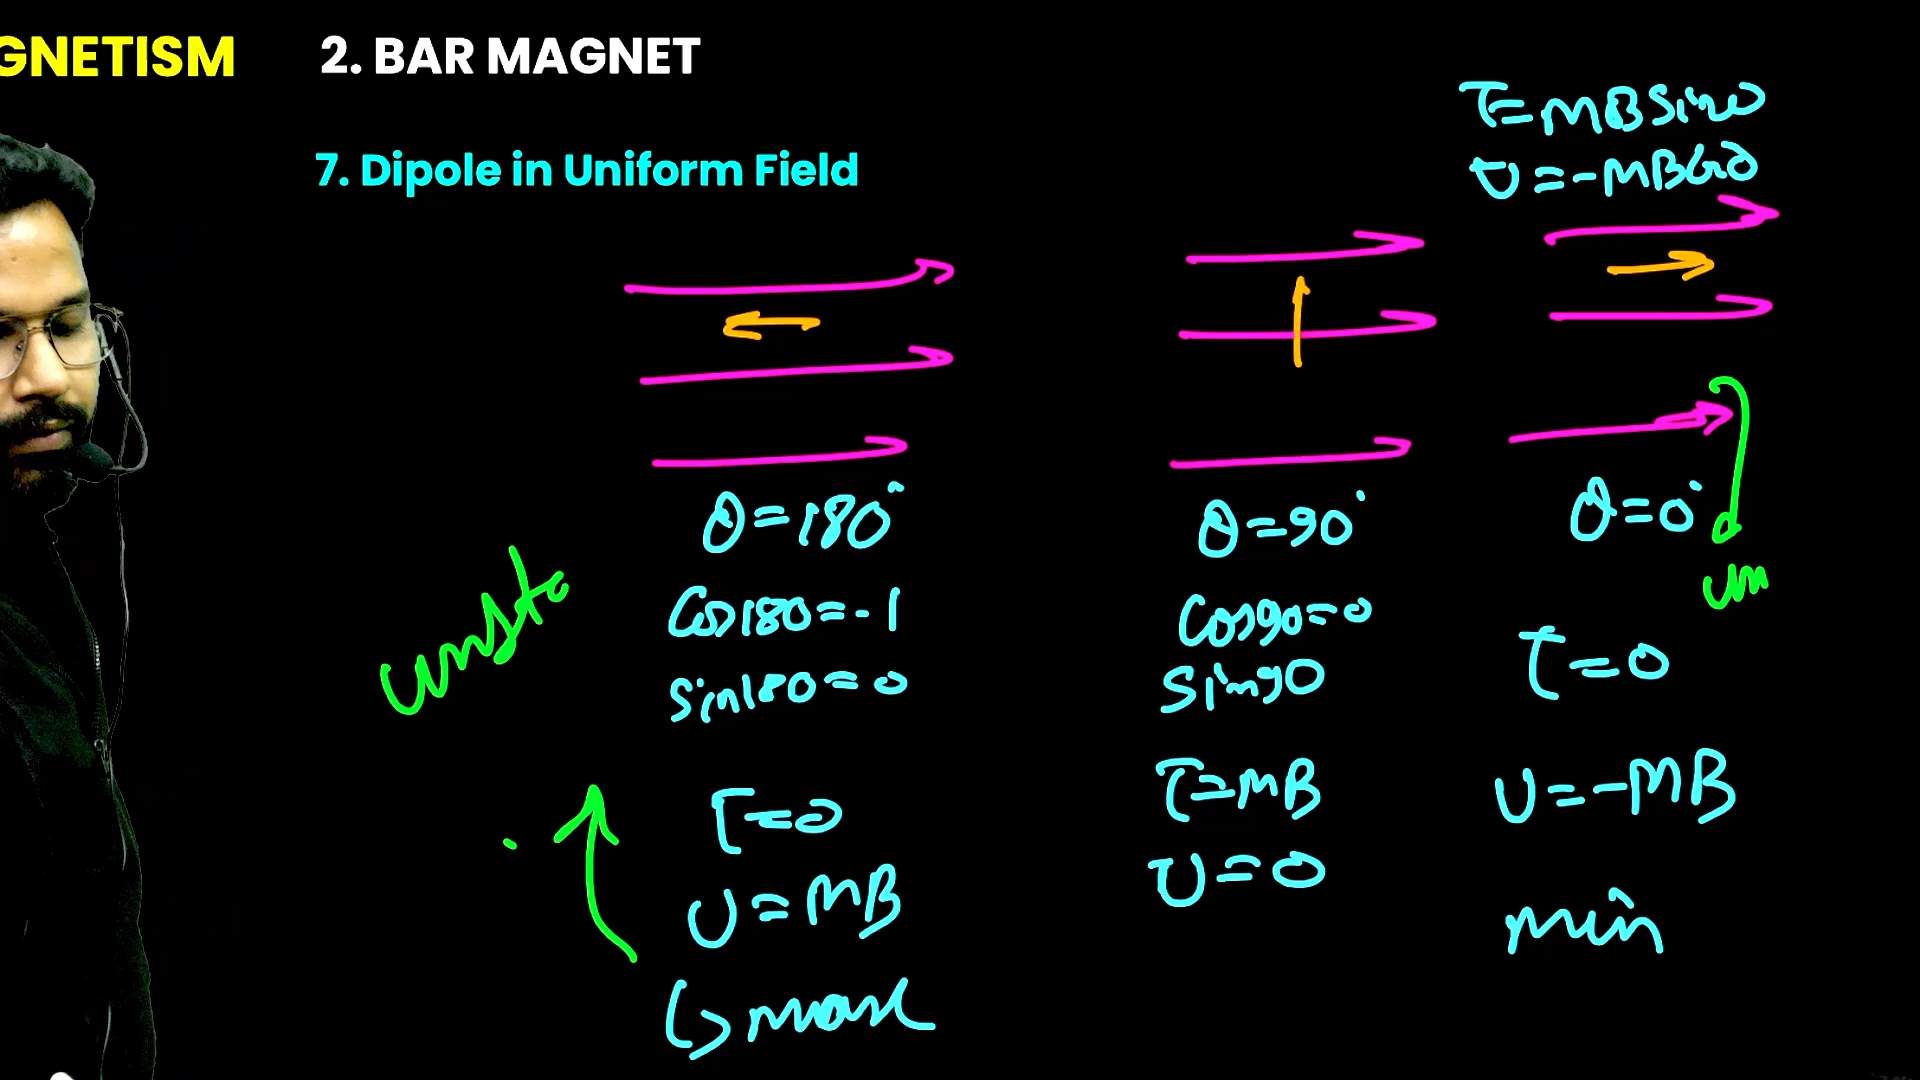 GNETISM
2. BAR MAGNET
7. Dipole in Uniform Field
τ=MBSinθ
U=-MBCosθ
θ=180°
Cos180=-1
Sin180=0
τ=0
U=MB
↳max
unsta
θ=90°
Cos90=0
Sin90
τ=MB
U=0
θ=0°
τ=0
U=-MB
min